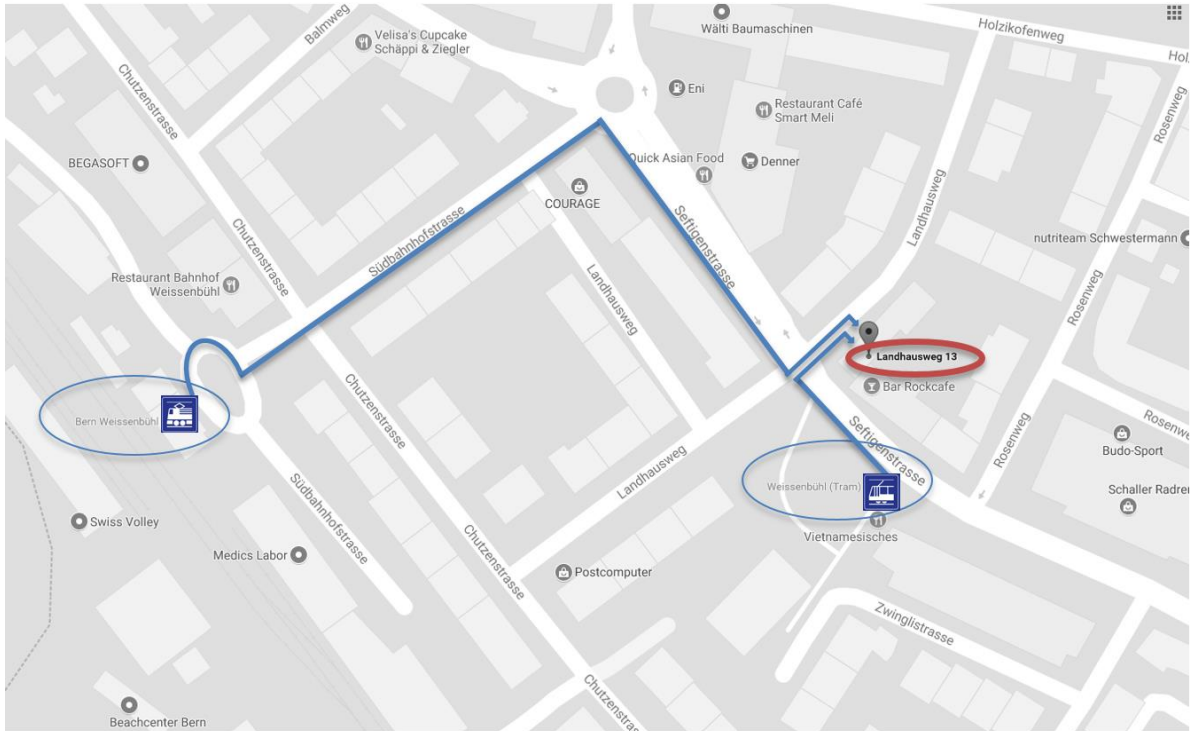 Balmweg
Velisa's Cupcake
Schäppi & Ziegler
Wälti Baumaschinen
Holzikofenweg
Hol
Chutzenstrasse
Eni
Restaurant Café
Smart Meli
Rosenweg
BEGASOFT
Quick Asian Food
Denner
COURAGE
Landhausweg
Südbahnhofstrasse
Seftigenstrasse
Chutzenstrasse
nutriteam Schwestermann
Restaurant Bahnhof
Weissenbühl
Landhausweg
Rosenweg
Landhausweg 13
Bar Rockcafe
Chutzenstrasse
Bern Weissenbühl
Seftigenstrasse
Rosenweg
Rosenwe
Budo-Sport
Landhausweg
Weissenbühl (Tram)
Schaller Radre
Südbahnhofstrasse
Swiss Volley
Vietnamesisches
Medics Labor
Chutzenstrasse
Postcomputer
Zwinglistrasse
Chutzenstras
Beachcenter Bern